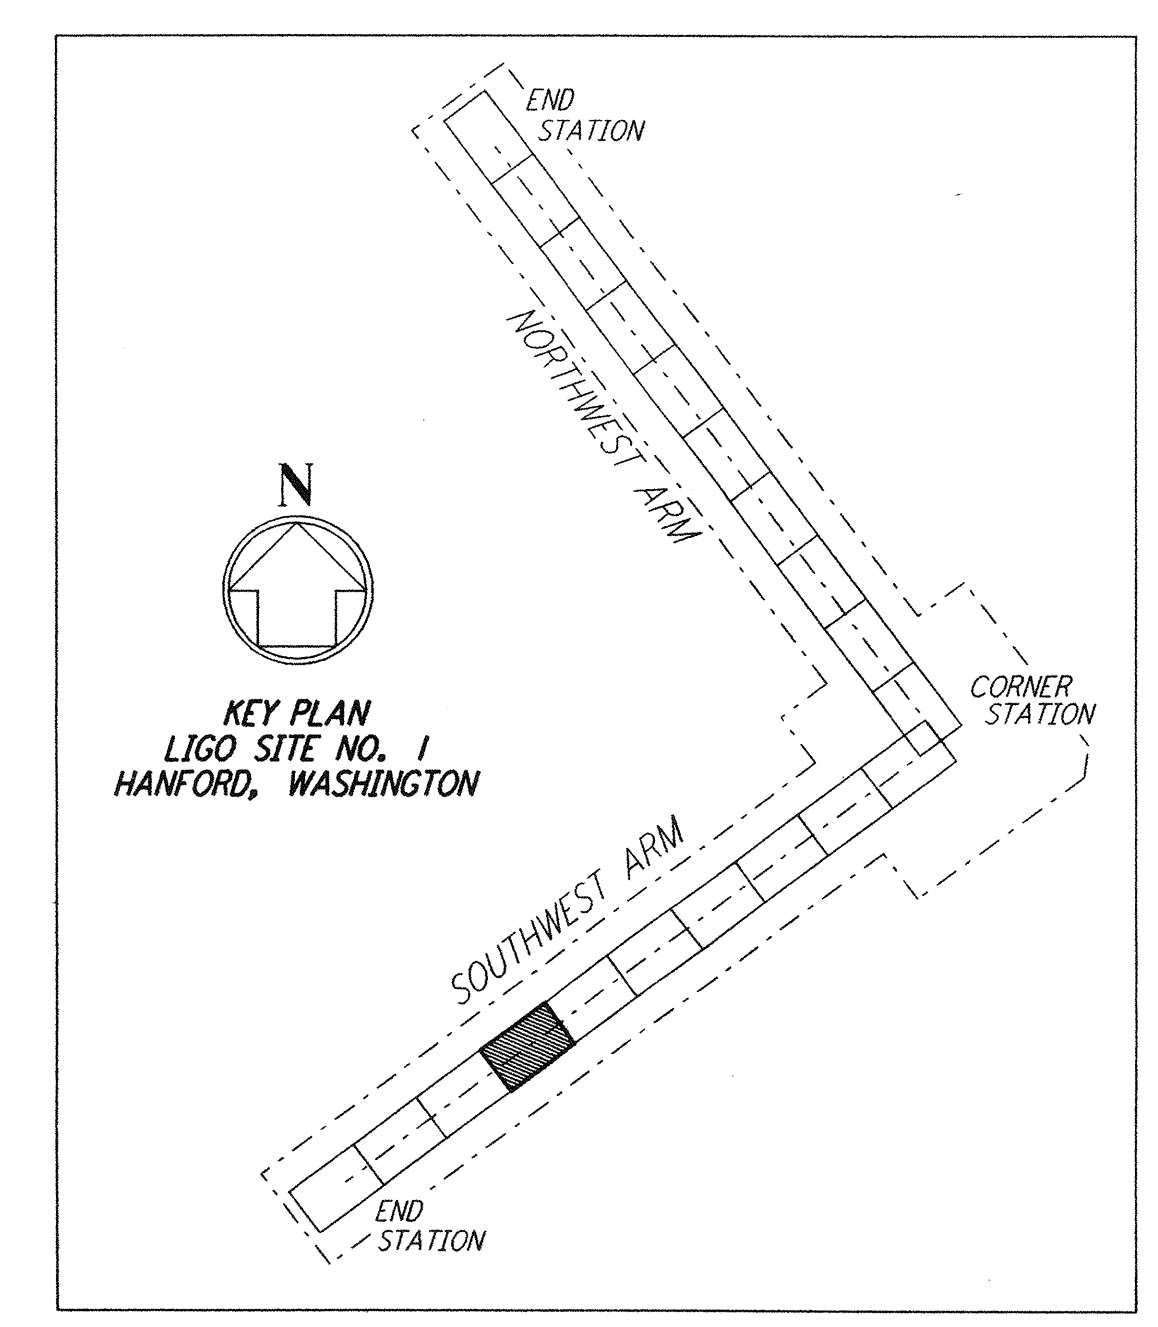 END
STATION
NORTHWEST ARM
N
CORNER
STATION
KEY PLAN
LIGO SITE NO. 1
HANFORD, WASHINGTON
SOUTHWEST ARM
END
STATION